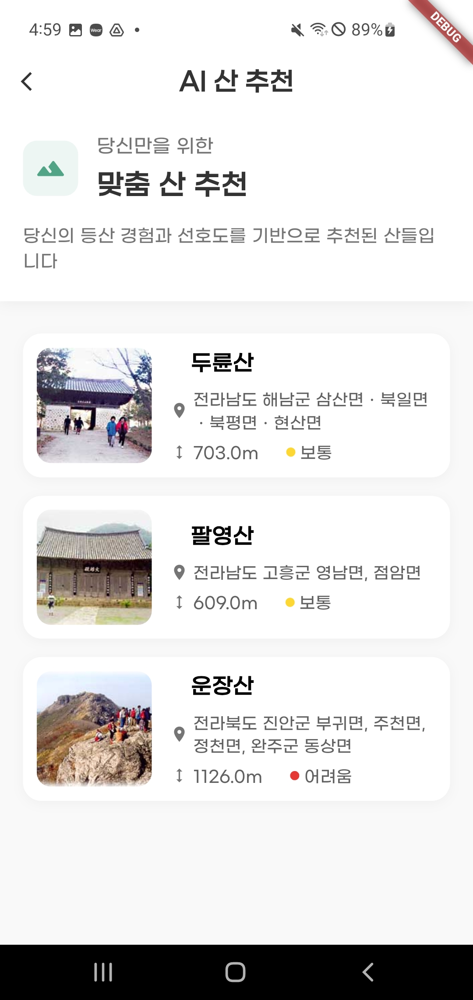 4:59
Wear
89%
DEBUG
AI 산 추천
당신만을 위한
맞춤 산 추천
당신의 등산 경험과 선호도를 기반으로 추천된 산들입
니다
두륜산
전라남도 해남군 삼산면 · 북일면
· 북평면 · 현산면
703.0m 보통
팔영산
전라남도 고흥군 영남면, 점암면
609.0m 보통
운장산
전라북도 진안군 부귀면, 주천면,
정천면, 완주군 동상면
1126.0m 어려움